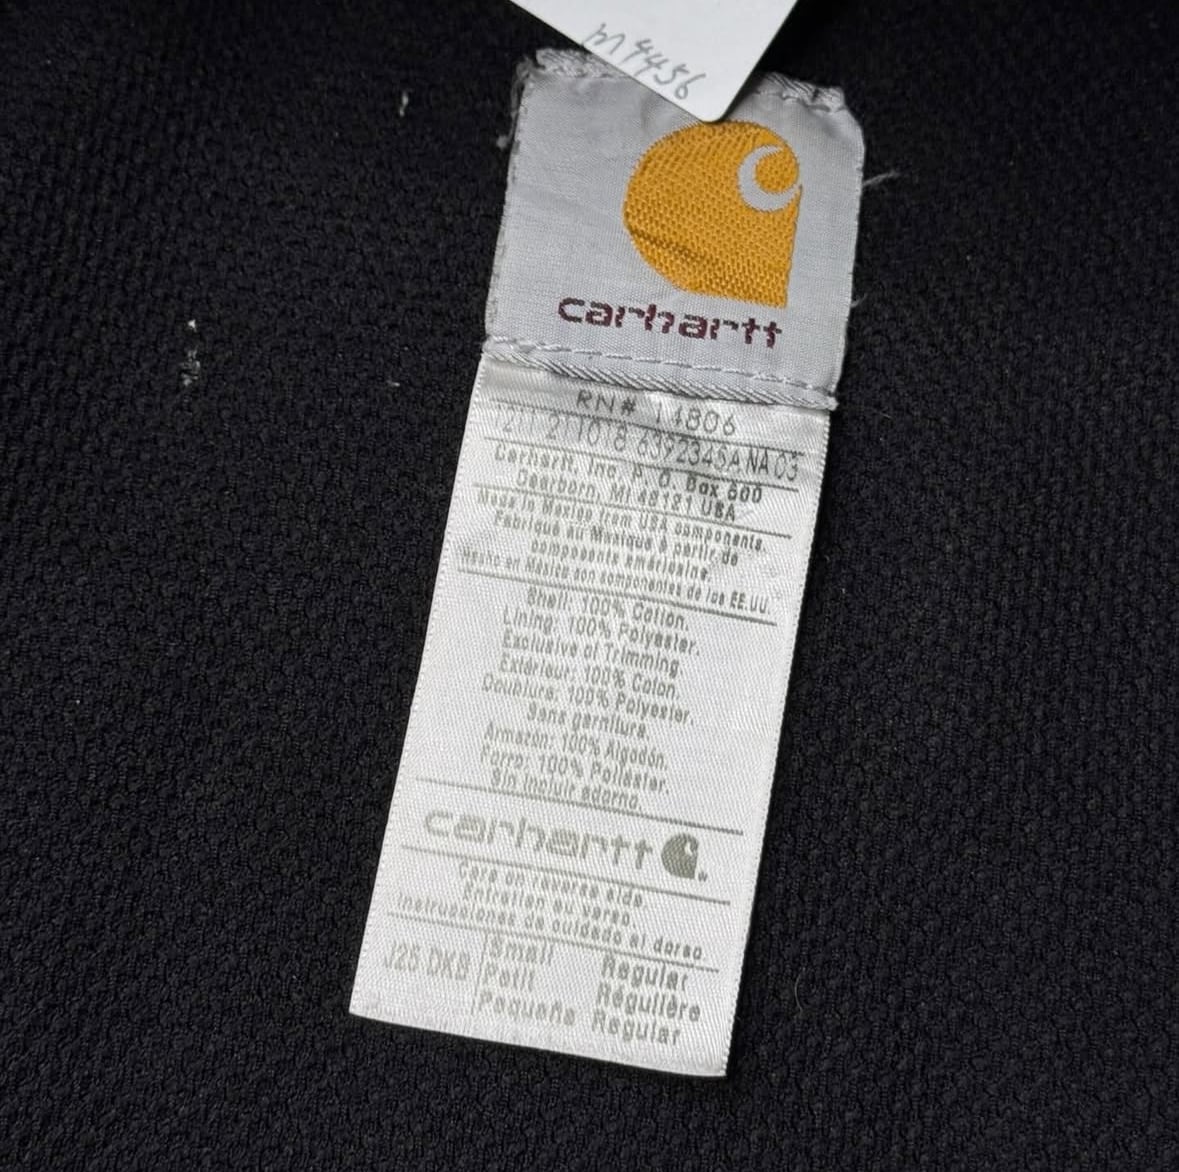 m4456
carhartt
RN# 14806
1211 211018 6392345A NA 03
Carhartt, Inc, P. O. Box 600
Dearborn, MI 48121 USA
Made in Mexico from USA components.
Fabriqué au Mexique à partir de
composants américains.
Hecho en México con componentes de los EE.UU.
Shell: 100% Cotton.
Lining: 100% Polyester.
Exclusive of Trimming
Extérieur: 100% Coton.
Doublure: 100% Polyester.
Sans garniture.
Armazón: 100% Algodón.
Forro: 100% Poliéster.
Sin incluir adorno.
carhartt
Care on reverse side.
Entretien au verso.
Instrucciones de cuidado al dorso
J25 DKB Small Regular
Petit Régulière
Pequeña Regular